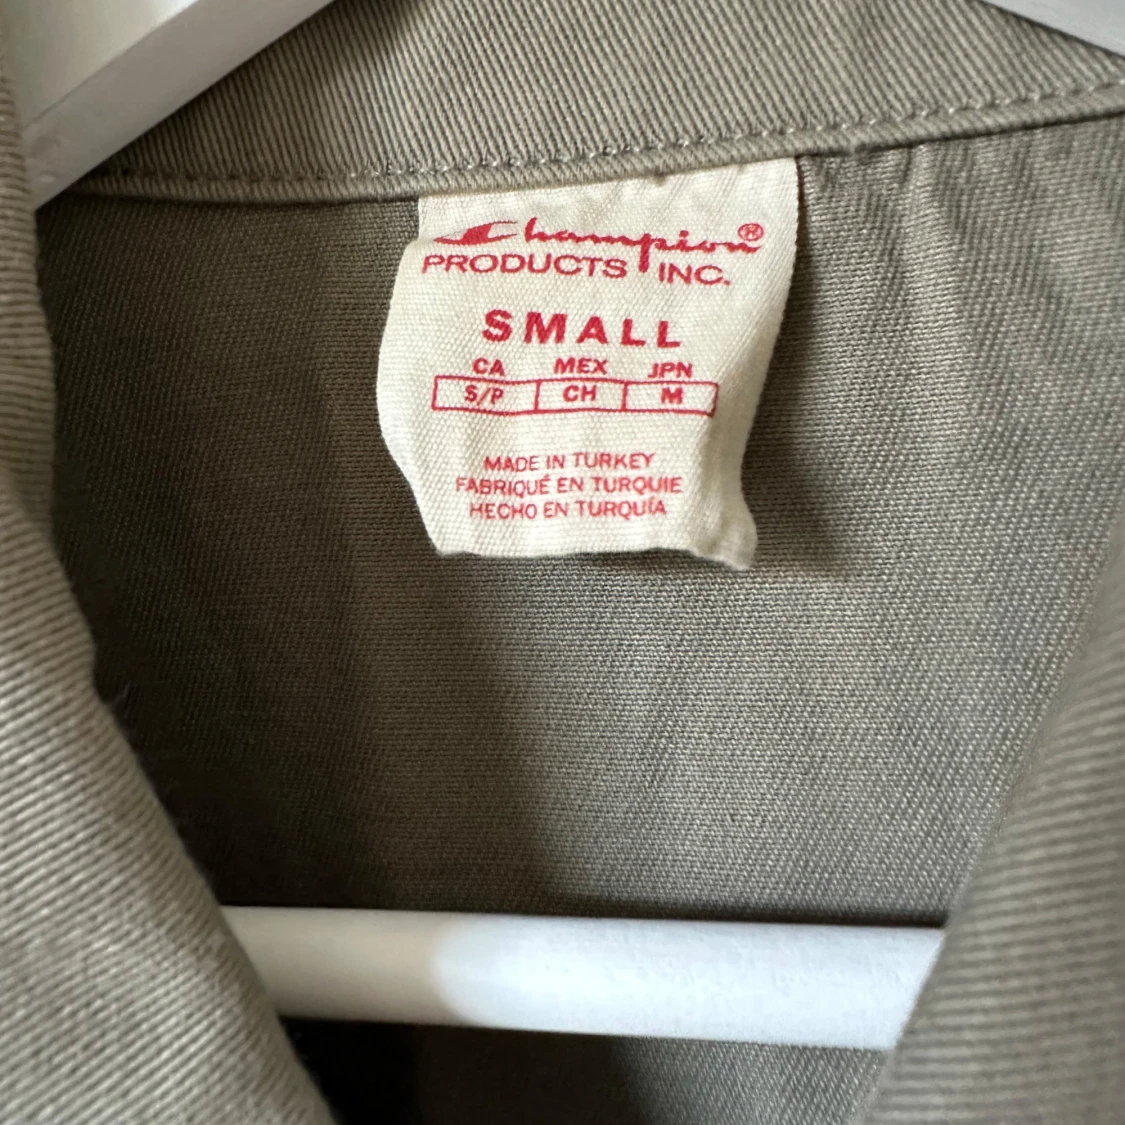 Champion®
PRODUCTS INC.
SMALL
CA MEX JPN
S/P CH M
MADE IN TURKEY
FABRIQUÉ EN TURQUIE
HECHO EN TURQUÍA